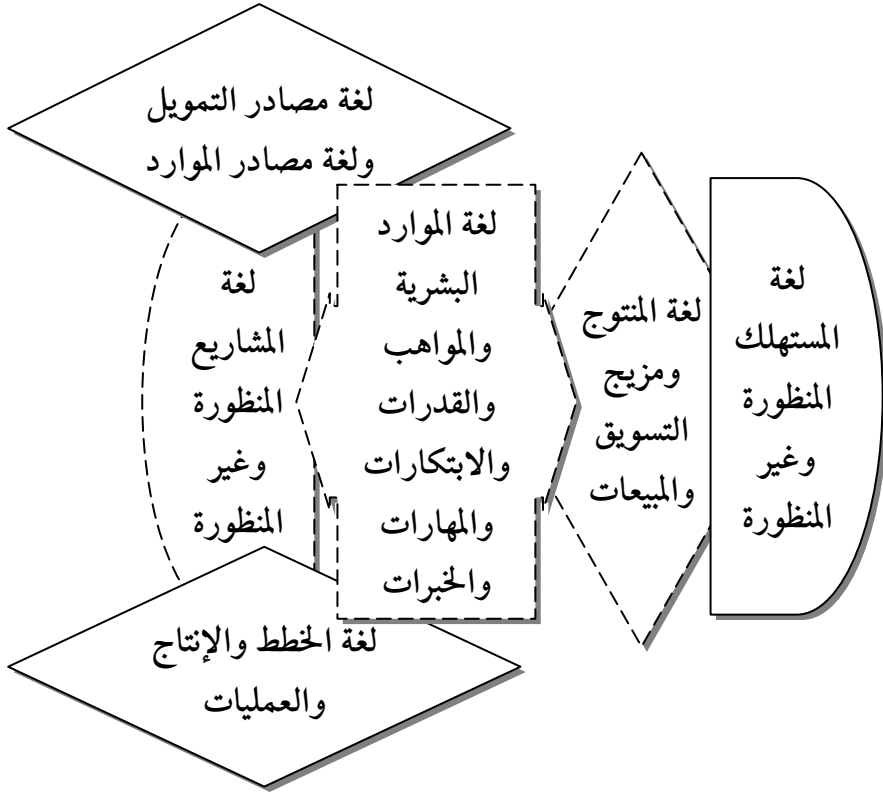 لغة مصادر التمويل
ولغة مصادر الموارد
لغة
المستهلك
المنظورة
وغير
المنظورة
لغة المنتوج
ومزيج
التسويق
والمبيعات
لغة الموارد
البشرية
والمواهب
والقدرات
والابتكارات
والمهارات
والخبرات
لغة
المشاريع
المنظورة
وغير
المنظورة
لغة الخطط والإنتاج
والعمليات